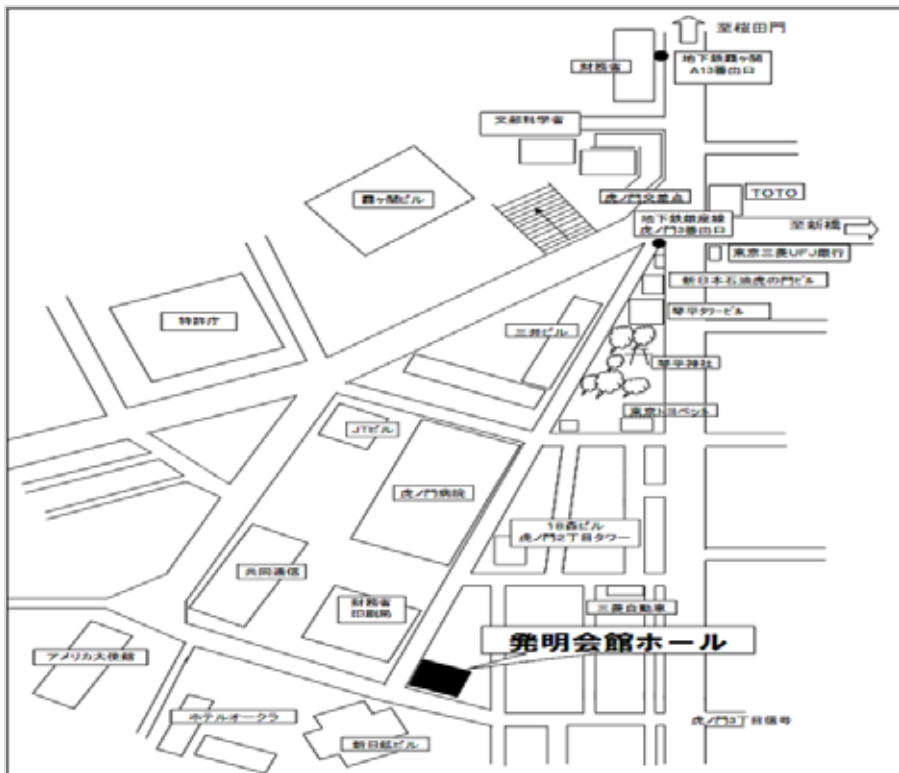 至桜田門
地下鉄霞ヶ関
A13番出口
財務省
文部科学省
霞ヶ関ビル
虎ノ門交差点
TOTO
地下鉄銀座線
虎ノ門3番出口
至新橋
東京三菱UFJ銀行
新日本石油虎の門ビル
特許庁
三井ビル
琴平タワービル
琴平神社
東京トヨペット
JTビル
虎ノ門病院
18森ビル
虎ノ門2丁目タワー
共同通信
財務省
印刷局
三菱自動車
発明会館ホール
アメリカ大使館
ホテルオークラ
新日鉱ビル
虎ノ門3丁目信号